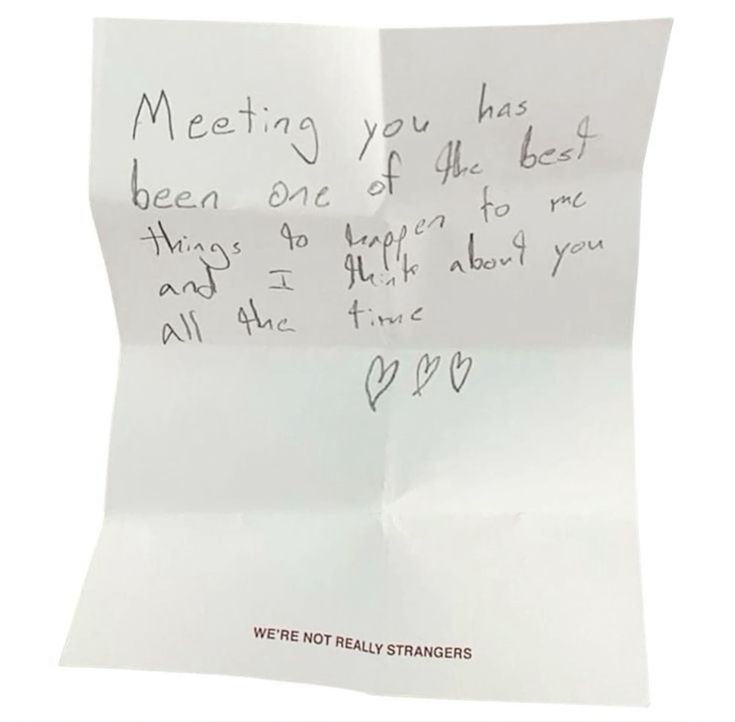 Meeting you has
been one of the best
things to happen to me
and I think about you
all the time
♡♡♡
WE'RE NOT REALLY STRANGERS